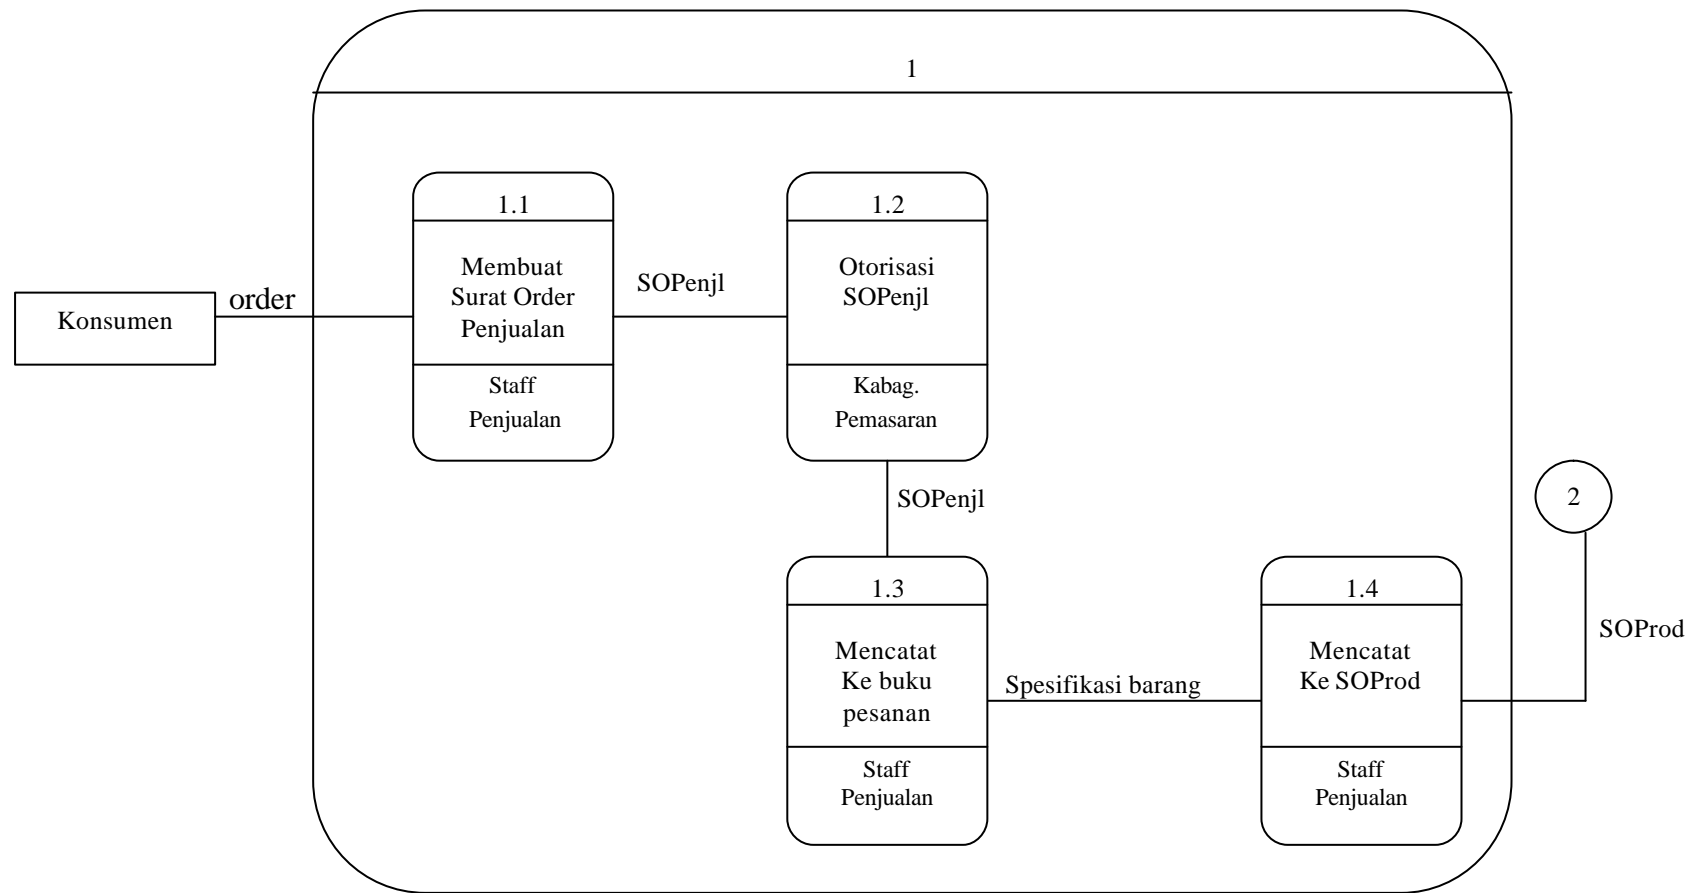 1
1.1
Membuat
Surat Order
Penjualan
Staff
Penjualan
1.2
Otorisasi
SOPenjl
Kabag.
Pemasaran
Konsumen
order
SOPenjl
SOPenjl
2
1.3
Mencatat
Ke buku
pesanan
Staff
Penjualan
Spesifikasi barang
1.4
Mencatat
Ke SOProd
Staff
Penjualan
SOProd